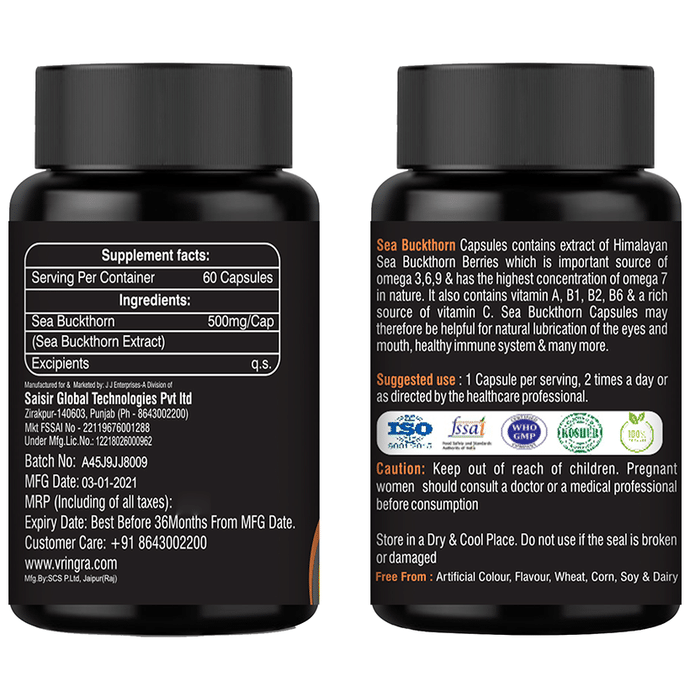 Supplement facts:
Serving Per Container 60 Capsules
Ingredients:
Sea Buckthorn 500mg/Cap
(Sea Buckthorn Extract)
Excipients q.s.
Manufactured for & Marketed by: J J Enterprises-A Division of
Saisir Global Technologies Pvt ltd
Zirakpur-140603, Punjab (Ph - 8643002200)
Mkt FSSAI No - 22119676001288
Under Mfg.Lic.No.: 12218026000962
Batch No: A45J9JJ8009
MFG Date: 03-01-2021
MRP (Including of all taxes):
Expiry Date: Best Before 36Months From MFG Date.
Customer Care: +91 8643002200
www.vringra.com
Mfg.By:SCS P.Ltd, Jaipur(Raj)
Sea Buckthorn Capsules contains extract of Himalayan
Sea Buckthorn Berries which is important source of
omega 3,6,9 & has the highest concentration of omega 7
in nature. It also contains vitamin A, B1, B2, B6 & a rich
source of vitamin C. Sea Buckthorn Capsules may
therefore be helpful for natural lubrication of the eyes and
mouth, healthy immune system & many more.
Suggested use : 1 Capsule per serving, 2 times a day or
as directed by the healthcare professional.
ISO
9001:2015
fssai
Food Safety and Standards
Authority of India
WHO
GMP
KOSHER
100%
Caution: Keep out of reach of children. Pregnant
women should consult a doctor or a medical professional
before consumption
Store in a Dry & Cool Place. Do not use if the seal is broken
or damaged
Free From : Artificial Colour, Flavour, Wheat, Corn, Soy & Dairy